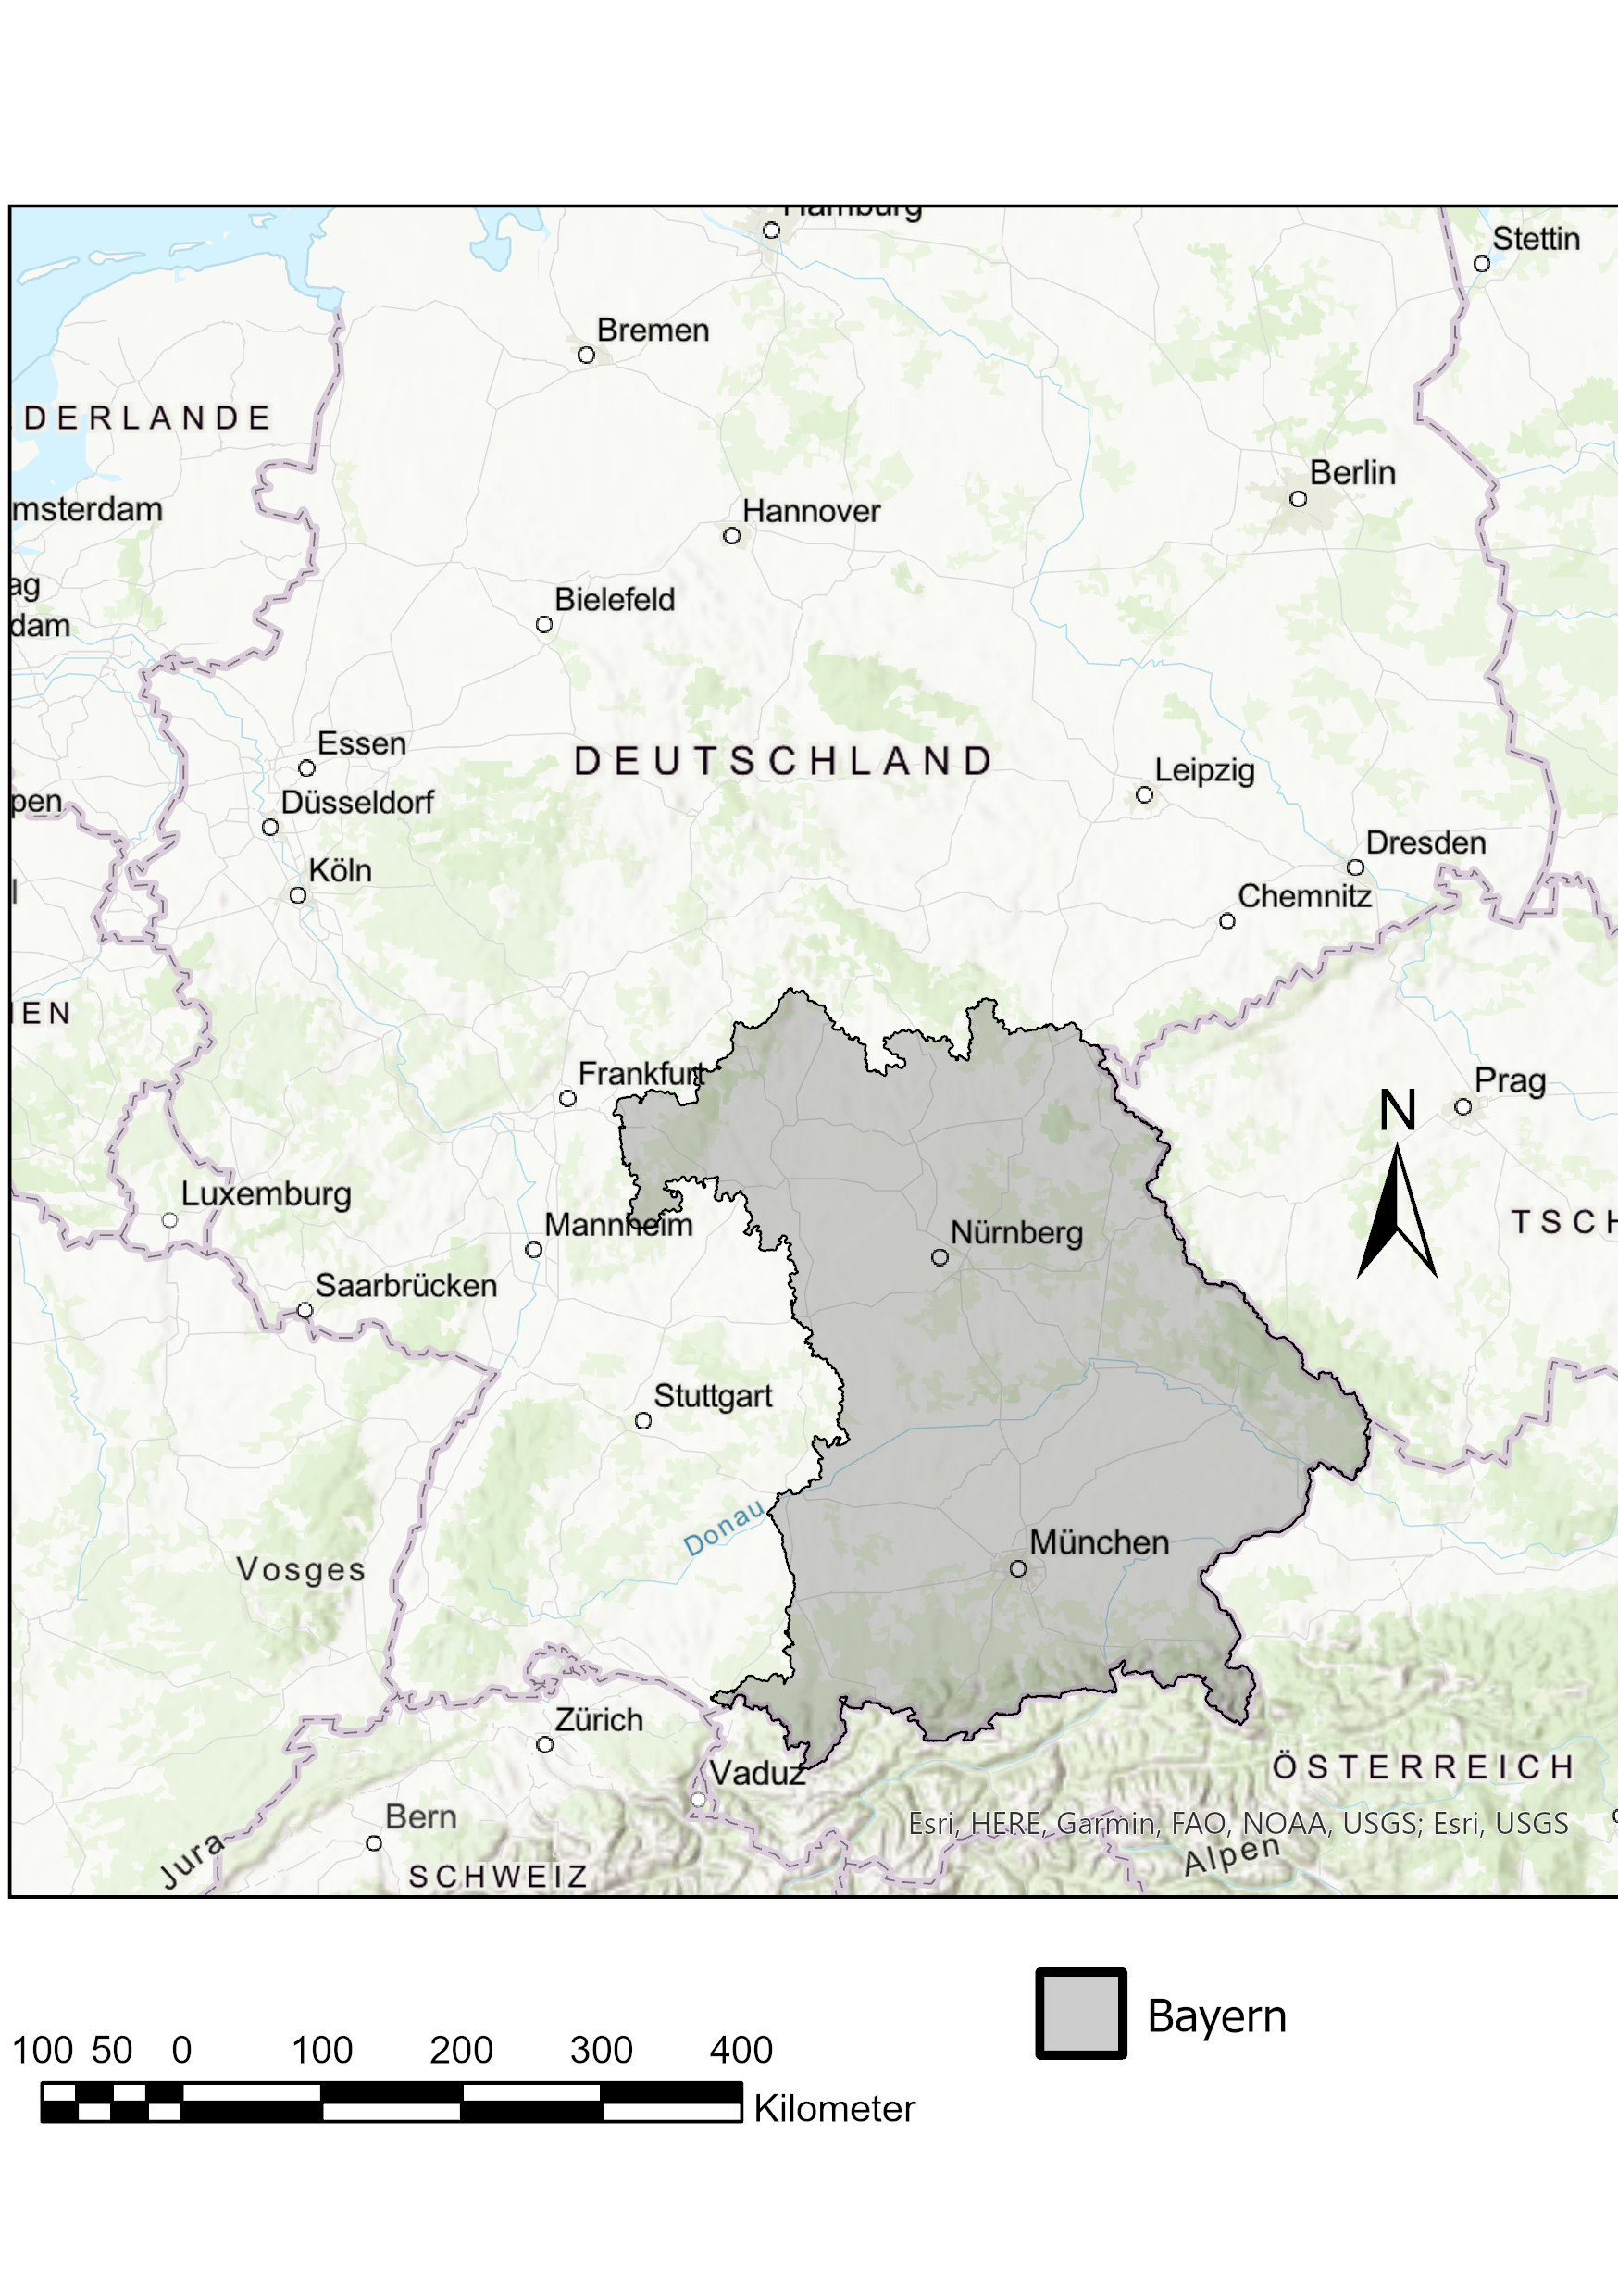 Hamburg
Stettin
Bremen
DERLANDE
Berlin
msterdam
Hannover
ag
Bielefeld
dam
Essen
DEUTSCHLAND
Leipzig
pen
Düsseldorf
Dresden
Köln
Chemnitz
IEN
Frankfurt
Prag
N
Luxemburg
Mannheim
TSCH
Nürnberg
Saarbrücken
Stuttgart
Donau
München
Vosges
Zürich
Vaduz
ÖSTERREICH
Bern
Esri, HERE, Garmin, FAO, NOAA, USGS; Esri, USGS
Jura
Alpen
SCHWEIZ
Bayern
100 50 0 100 200 300 400
Kilometer